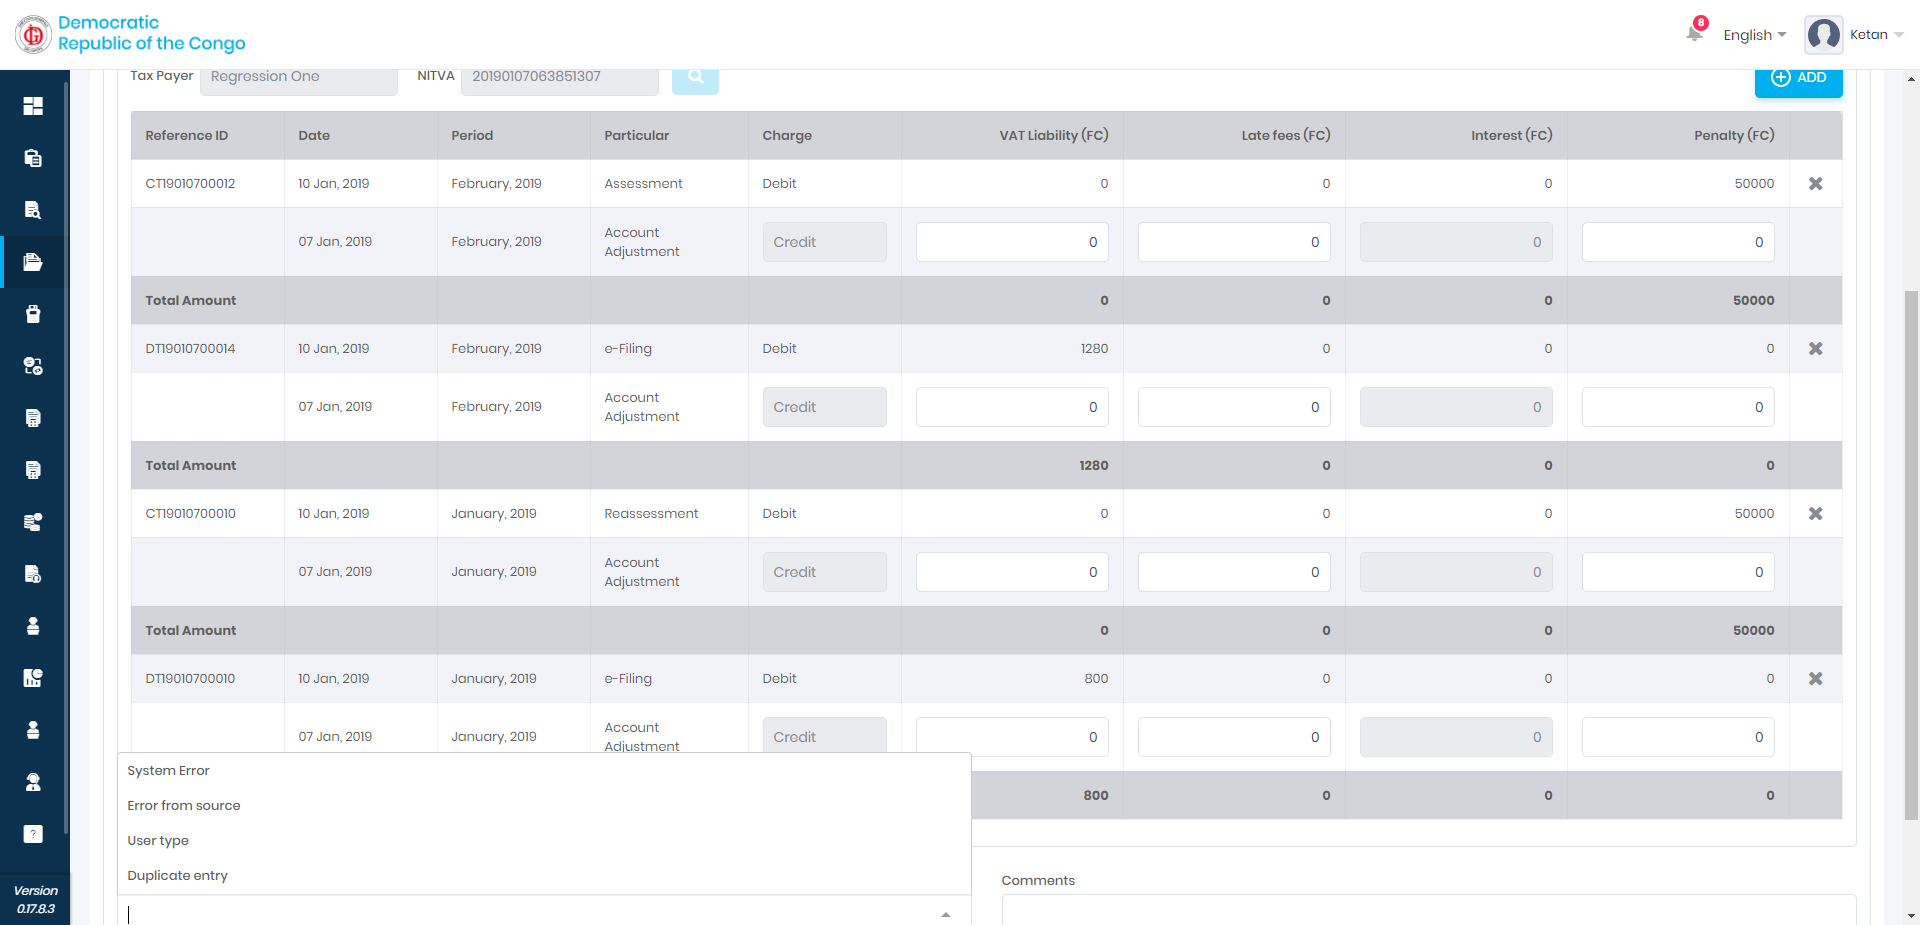 Democratic
Republic of the Congo
8
English
Ketan
Tax Payer Regression One NITVA 20190107063851307 ADD
Reference ID Date Period Particular Charge VAT Liability (FC) Late fees (FC) Interest (FC) Penalty (FC)
CT19010700012 10 Jan, 2019 February, 2019 Assessment Debit 0 0 0 50000
07 Jan, 2019 February, 2019 Account Adjustment Credit 0 0 0 0
Total Amount 0 0 0 50000
DT19010700014 10 Jan, 2019 February, 2019 e-Filing Debit 1280 0 0 0
07 Jan, 2019 February, 2019 Account Adjustment Credit 0 0 0 0
Total Amount 1280 0 0 0
CT19010700010 10 Jan, 2019 January, 2019 Reassessment Debit 0 0 0 50000
07 Jan, 2019 January, 2019 Account Adjustment Credit 0 0 0 0
Total Amount 0 0 0 50000
DT19010700010 10 Jan, 2019 January, 2019 e-Filing Debit 800 0 0 0
07 Jan, 2019 January, 2019 Account Adjustment Credit 0 0 0 0
800 0 0 0
System Error
Error from source
User type
Duplicate entry
Comments
Version
0.17.8.3